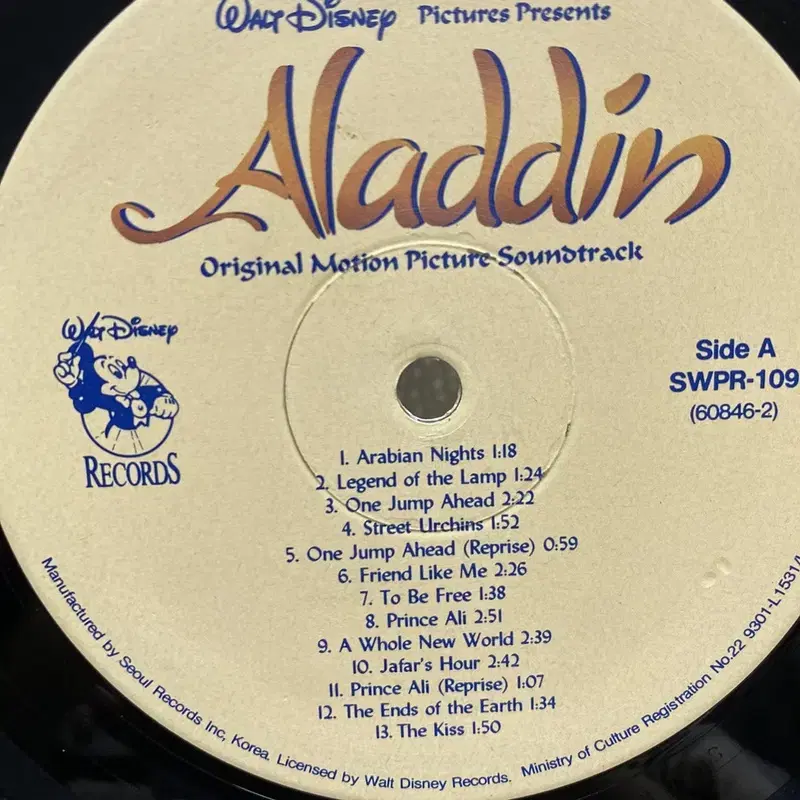 Walt Disney Pictures Presents
Aladdin
Original Motion Picture Soundtrack
Walt Disney
RECORDS
Side A
SWPR-109
(60846-2)
1. Arabian Nights 1:18
2. Legend of the Lamp 1:24
3. One Jump Ahead 2:22
4. Street Urchins 1:52
5. One Jump Ahead (Reprise) 0:59
6. Friend Like Me 2:26
7. To Be Free 1:38
8. Prince Ali 2:51
9. A Whole New World 2:39
10. Jafar's Hour 2:42
11. Prince Ali (Reprise) 1:07
12. The Ends of the Earth 1:34
13. The Kiss 1:50
Manufactured by Seoul Records Inc, Korea. Licensed by Walt Disney Records. Ministry of Culture Registration No.22 9301-L1531